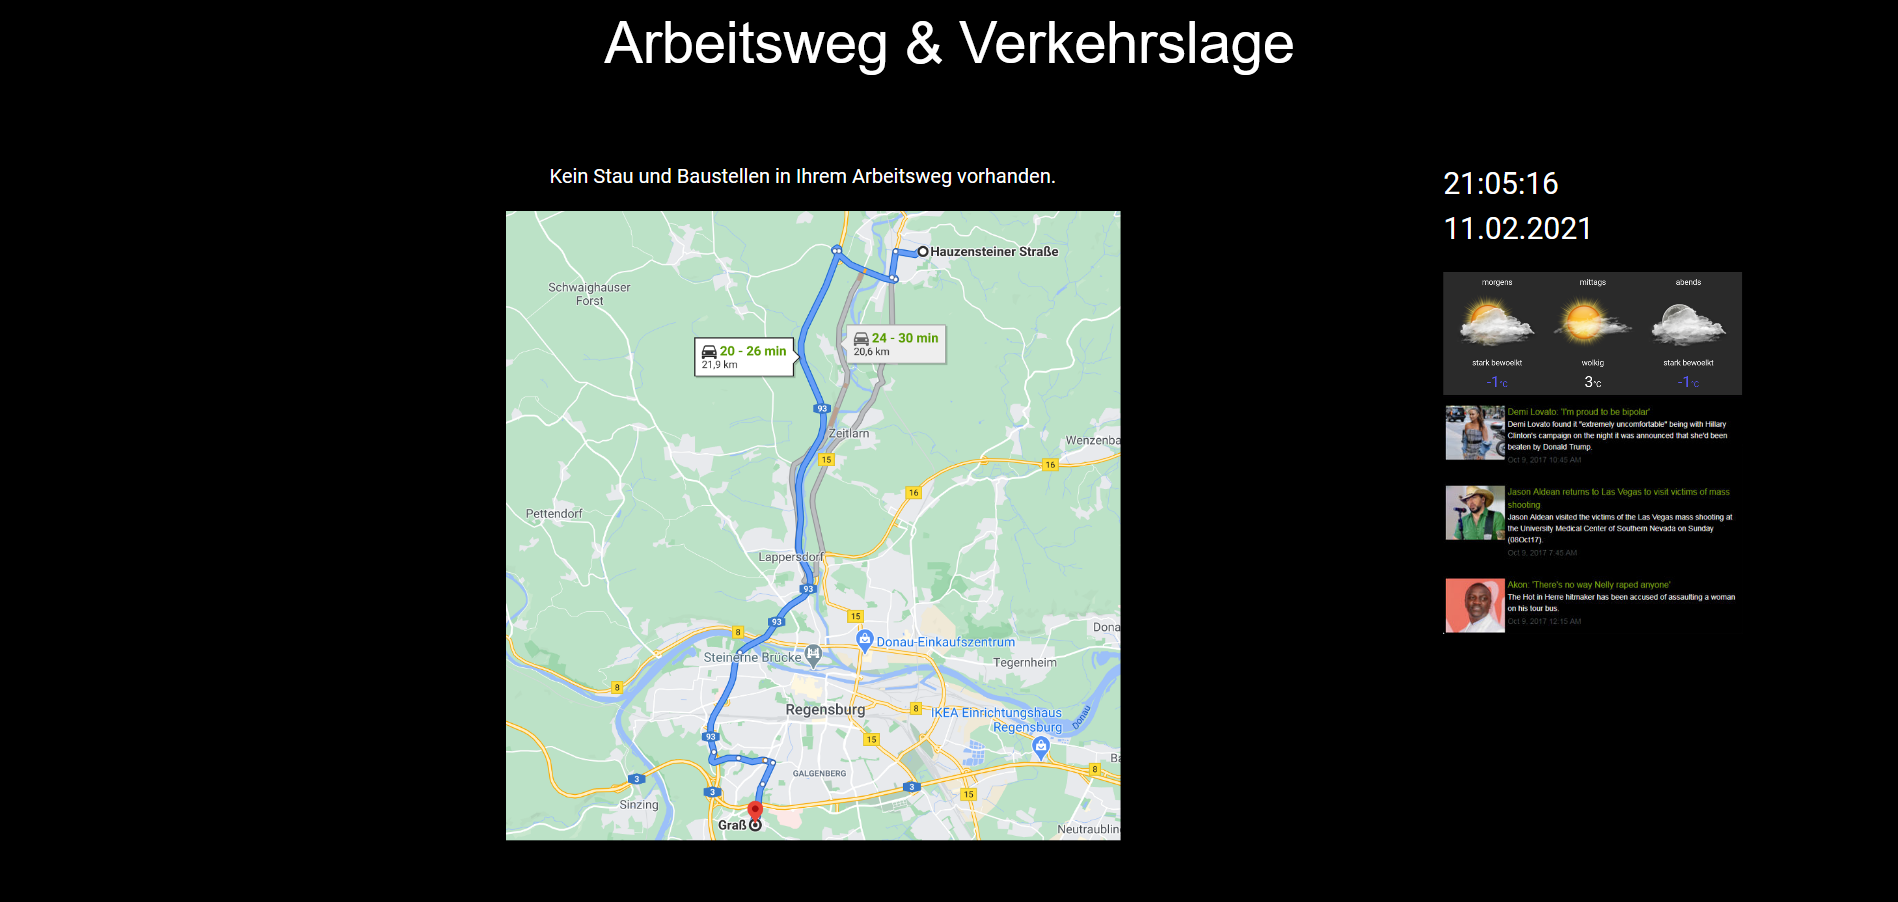 Arbeitsweg & Verkehrslage
Kein Stau und Baustellen in Ihrem Arbeitsweg vorhanden.
Hauzensteiner Straße
Schwaighauser
Forst
24 - 30 min
20,6 km
20 - 26 min
21,9 km
93
Zeitlarn
Wenzenba
15
16
16
Pettendorf
Lappersdorf
93
15
93
8
Dona
Donau-Einkaufszentrum
Steinerne Brücke
Tegernheim
8
Regensburg
8
IKEA Einrichtungshaus
Regensburg
Donau
93
15
Ba
GALGENBERG
8
3
3
3
15
Sinzing
Graß
Neutraublin
21:05:16
11.02.2021
morgens
mittags
abends
stark bewoelkt
wolkig
stark bewoelkt
-1°C
3°C
-1°C
Demi Lovato: 'I'm proud to be bipolar'
Demi Lovato found it "extremely uncomfortable" being with Hillary
Clinton's campaign on the night it was announced that she'd been
beaten by Donald Trump.
Oct 9, 2017 10:45 AM
Jason Aldean returns to Las Vegas to visit victims of mass
shooting
Jason Aldean visited the victims of the Las Vegas mass shooting at
the University Medical Center of Southern Nevada on Sunday
(08Oct17).
Oct 9, 2017 7:45 AM
Akon: 'There's no way Nelly raped anyone'
The Hot in Herre hitmaker has been accused of assaulting a woman
on his tour bus.
Oct 9, 2017 12:15 AM